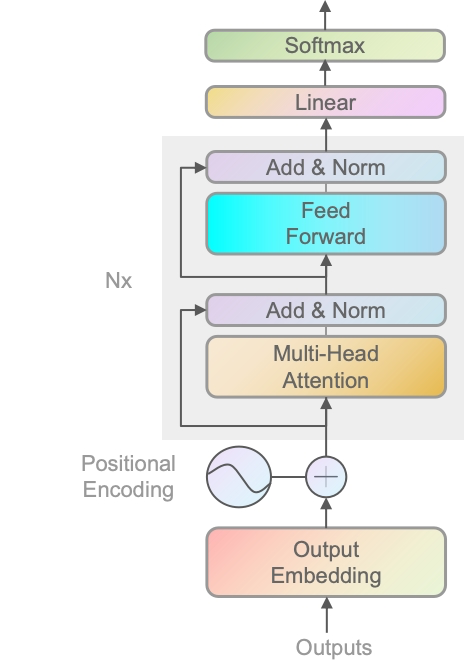 Softmax
Linear
Add & Norm
Feed
Forward
Nx
Add & Norm
Multi-Head
Attention
Positional
Encoding
Output
Embedding
Outputs